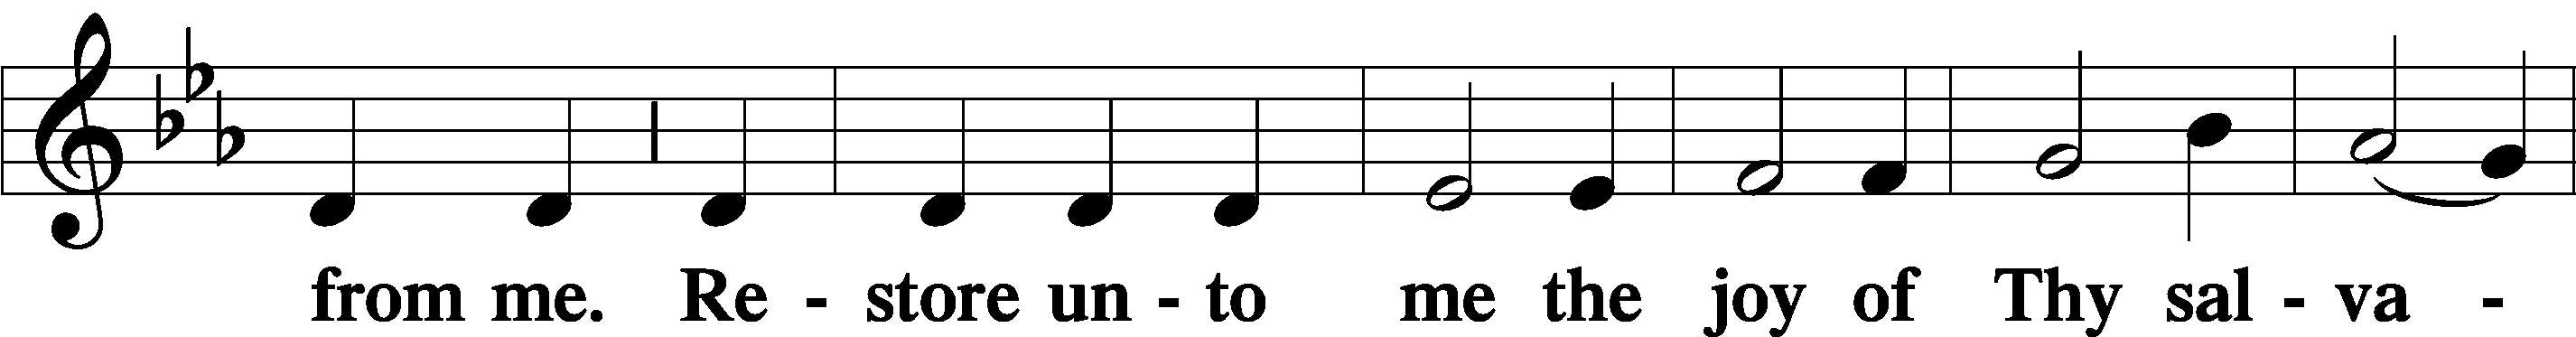 from me. Re - store un - to me the joy of Thy sal - va -